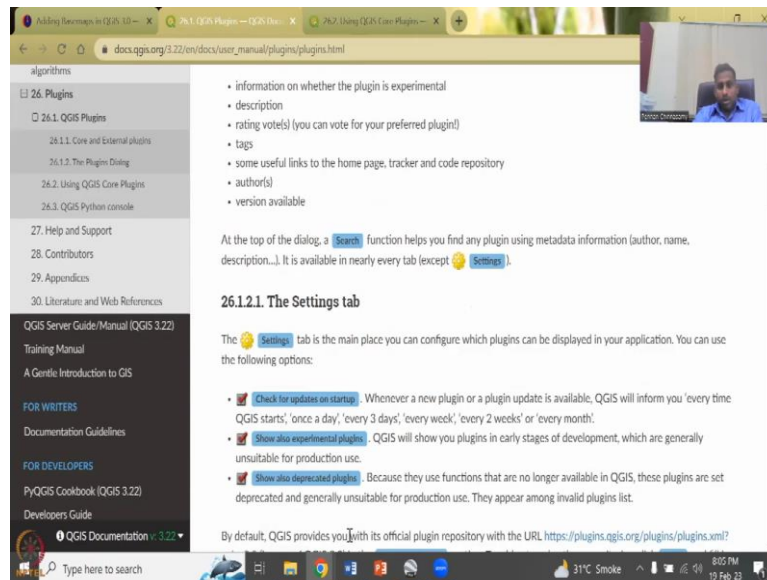 Adding Basemaps in QGIS 3.0 —
26.1. QGIS Plugins — QGIS Doc
26.2. Using QGIS Core Plugins —
docs.qgis.org/3.22/en/docs/user_manual/plugins/plugins.html
algorithms
26. Plugins
26.1. QGIS Plugins
26.1.1. Core and External plugins
26.1.2. The Plugins Dialog
26.2. Using QGIS Core Plugins
26.3. QGIS Python console
27. Help and Support
28. Contributors
29. Appendices
30. Literature and Web References
QGIS Server Guide/Manual (QGIS 3.22)
Training Manual
A Gentle Introduction to GIS
FOR WRITERS
Documentation Guidelines
FOR DEVELOPERS
PyQGIS Cookbook (QGIS 3.22)
Developers Guide
QGIS Documentation v: 3.22
• information on whether the plugin is experimental
• description
• rating vote(s) (you can vote for your preferred plugin!)
• tags
• some useful links to the home page, tracker and code repository
• author(s)
• version available
At the top of the dialog, a Search function helps you find any plugin using metadata information (author, name,
description...). It is available in nearly every tab (except Settings ).
26.1.2.1. The Settings tab
The Settings tab is the main place you can configure which plugins can be displayed in your application. You can use
the following options:
• Check for updates on startup . Whenever a new plugin or a plugin update is available, QGIS will inform you 'every time
QGIS starts', 'once a day', 'every 3 days', 'every week', 'every 2 weeks' or 'every month'.
• Show also experimental plugins . QGIS will show you plugins in early stages of development, which are generally
unsuitable for production use.
• Show also deprecated plugins . Because they use functions that are no longer available in QGIS, these plugins are set
deprecated and generally unsuitable for production use. They appear among invalid plugins list.
By default, QGIS provides you with its official plugin repository with the URL https://plugins.qgis.org/plugins/plugins.xml?
NPTEL
Type here to search
31°C Smoke
8:05 PM
19 Feb 23